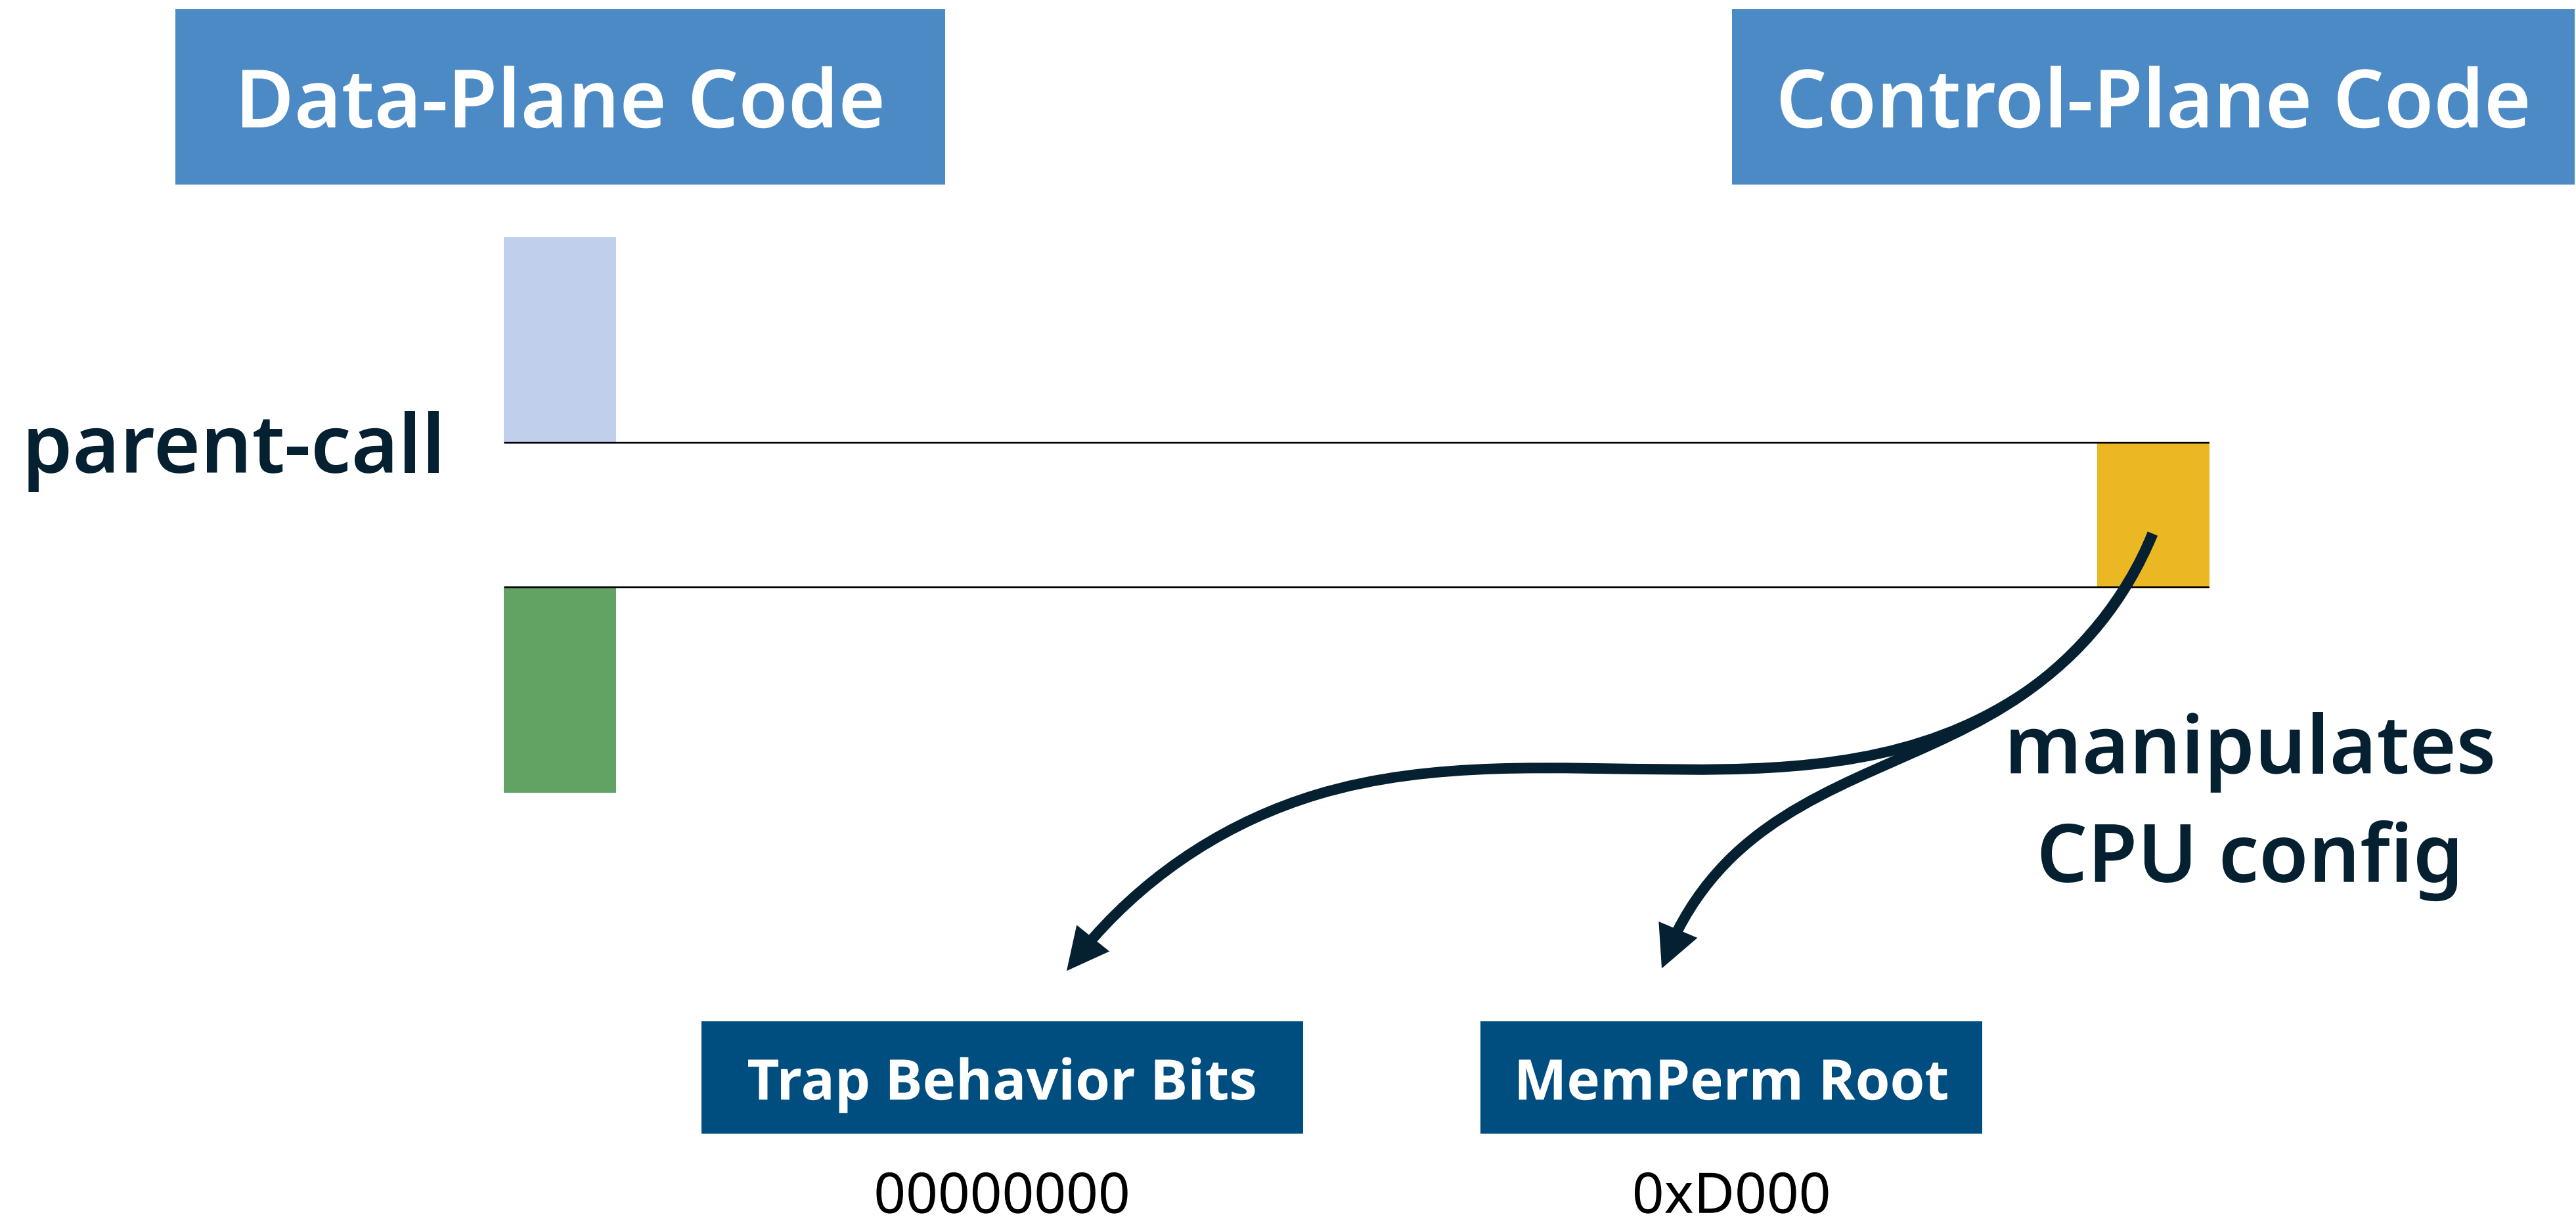 Data-Plane Code
Control-Plane Code
parent-call
manipulates
CPU config
Trap Behavior Bits
MemPerm Root
00000000
0xD000